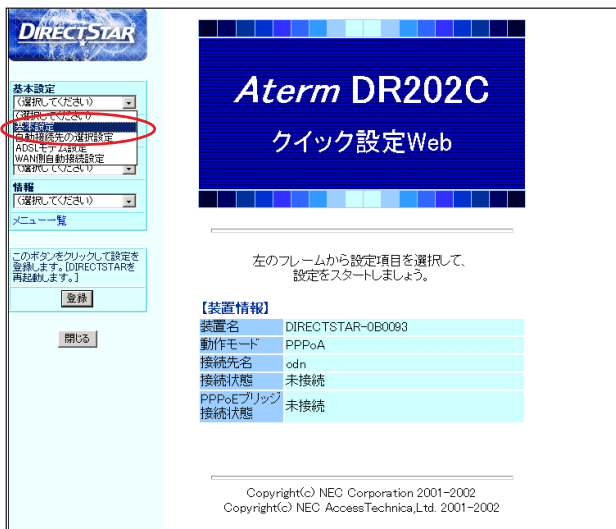 DIRECTSTAR
基本設定
(選択してください)
(選択してください)
基本設定
自動接続先の選択設定
ADSLモデム設定
WAN側自動接続設定
(選択してください)
情報
(選択してください)
メニュー一覧
このボタンをクリックして設定を
登録します。[DIRECTSTARを
再起動します。]
登録
閉じる
Aterm DR202C
クイック設定Web
左のフレームから設定項目を選択して、
設定をスタートしましょう。
【装置情報】
装置名 DIRECTSTAR-0B0093
動作モード PPPoA
接続先名 odn
接続状態 未接続
PPPoEブリッジ
接続状態 未接続
Copyright(c) NEC Corporation 2001-2002
Copyright(c) NEC AccessTechnica,Ltd. 2001-2002